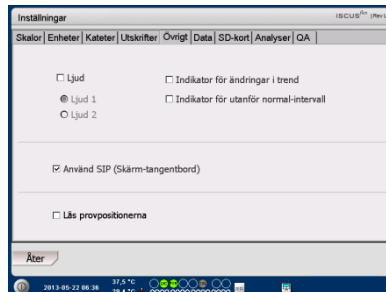 Inställningar
ISCUS
Skalor Enheter Kateter Utskrifter Övrigt Data SD-kort Analyser QA
Ljud
Indikator för ändringar i trend
Ljud 1
Indikator för utanför normal-intervall
Ljud 2
Använd SIP (Skärm-tangentbord)
Lås provpositionerna
Åter
2013-05-22 06:36 37,5 °C